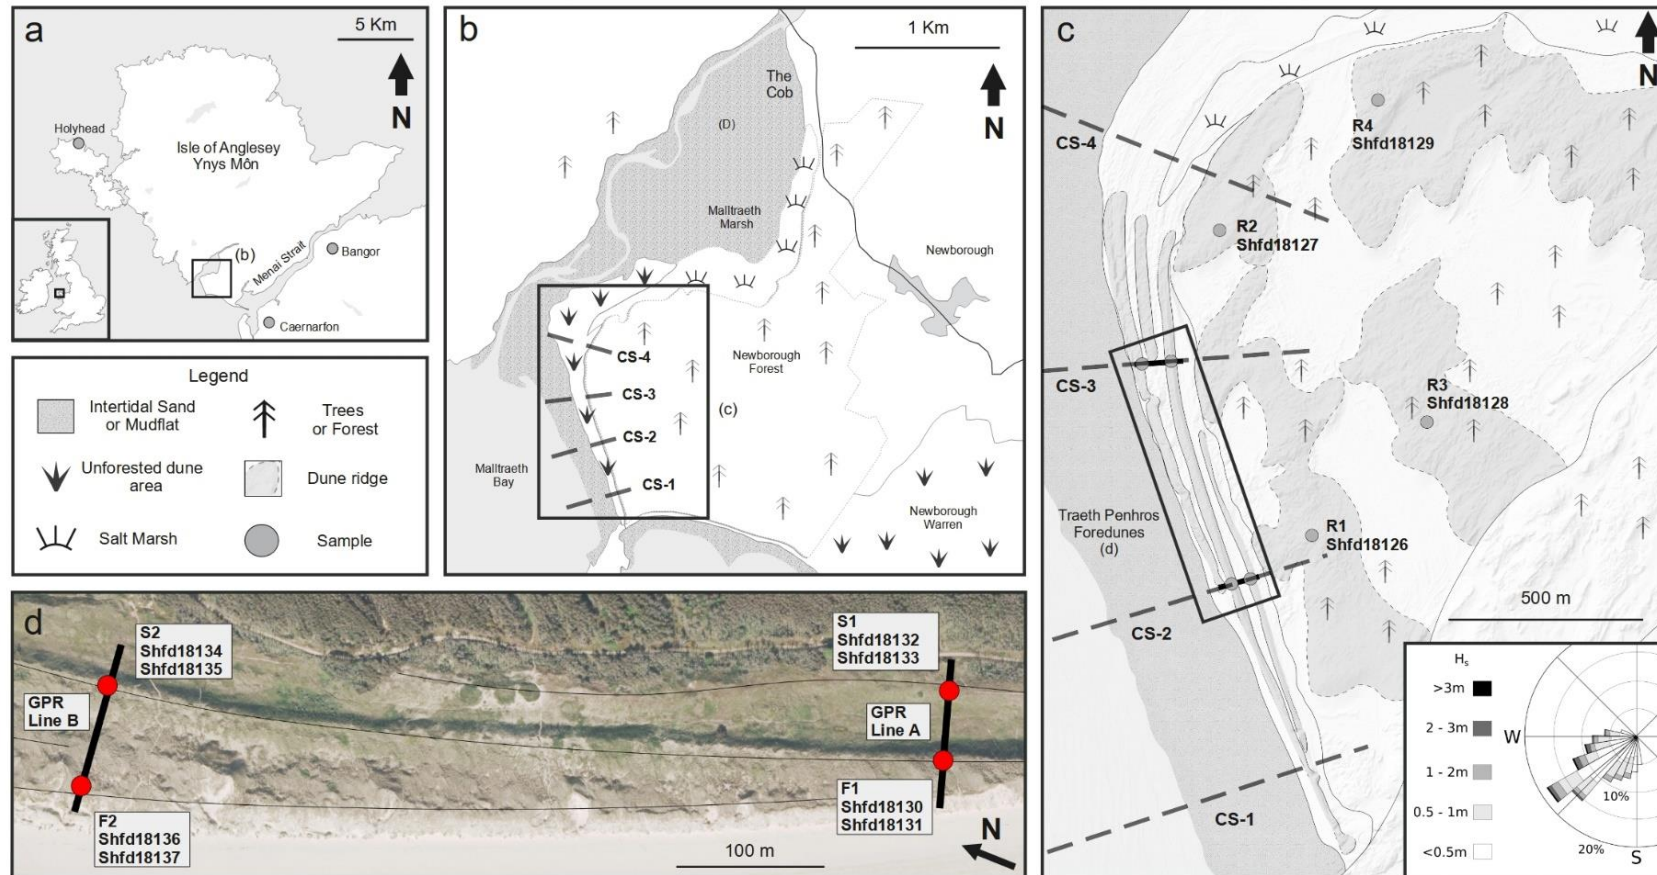 a
5 Km
N
Holyhead
Isle of Anglesey
Ynys Môn
(b)
Menai Strait
Bangor
Caernarfon
Legend
Intertidal Sand
or Mudflat
Trees
or Forest
Unforested dune
area
Dune ridge
Salt Marsh
Sample
b
1 Km
The
Cob
N
(D)
Malltraeth
Marsh
Newborough
CS-4
Newborough
Forest
CS-3
(c)
CS-2
Malltraeth
Bay
CS-1
Newborough
Warren
c
N
R4
Shfd18129
CS-4
R2
Shfd18127
CS-3
R3
Shfd18128
Traeth Penhros
Foredunes
(d)
R1
Shfd18126
500 m
CS-2
CS-1
Hs
>3m
2 - 3m
1 - 2m
0.5 - 1m
<0.5m
W
10%
20%
S
d
S2
Shfd18134
Shfd18135
S1
Shfd18132
Shfd18133
GPR
Line B
GPR
Line A
F2
Shfd18136
Shfd18137
F1
Shfd18130
Shfd18131
100 m
N